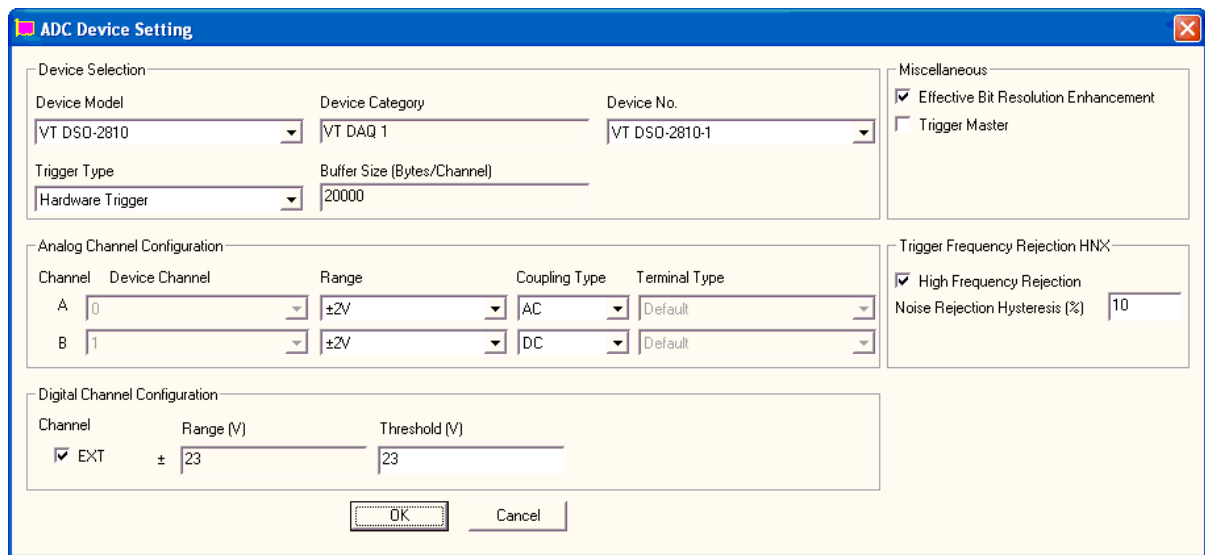 ADC Device Setting
Device Selection
Device Model Device Category Device No.
VT DSO-2810 VT DAQ 1 VT DSO-2810-1
Trigger Type Buffer Size (Bytes/Channel)
Hardware Trigger 20000
Miscellaneous
Effective Bit Resolution Enhancement
Trigger Master
Analog Channel Configuration
Channel Device Channel Range Coupling Type Terminal Type
A 0 ±2V AC Default
B 1 ±2V DC Default
Trigger Frequency Rejection HNX
High Frequency Rejection
Noise Rejection Hysteresis (%) 10
Digital Channel Configuration
Channel Range (V) Threshold (V)
EXT ± 23 23
OK Cancel